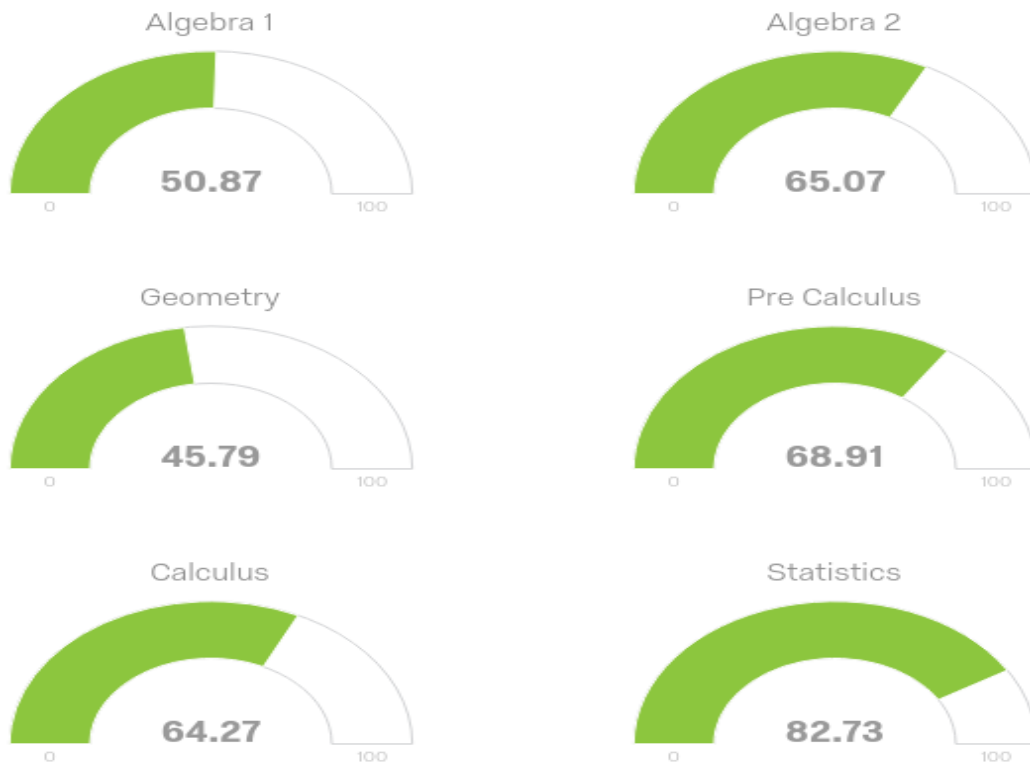 Algebra 1
50.87
0 100
Algebra 2
65.07
0 100
Geometry
45.79
0 100
Pre Calculus
68.91
0 100
Calculus
64.27
0 100
Statistics
82.73
0 100